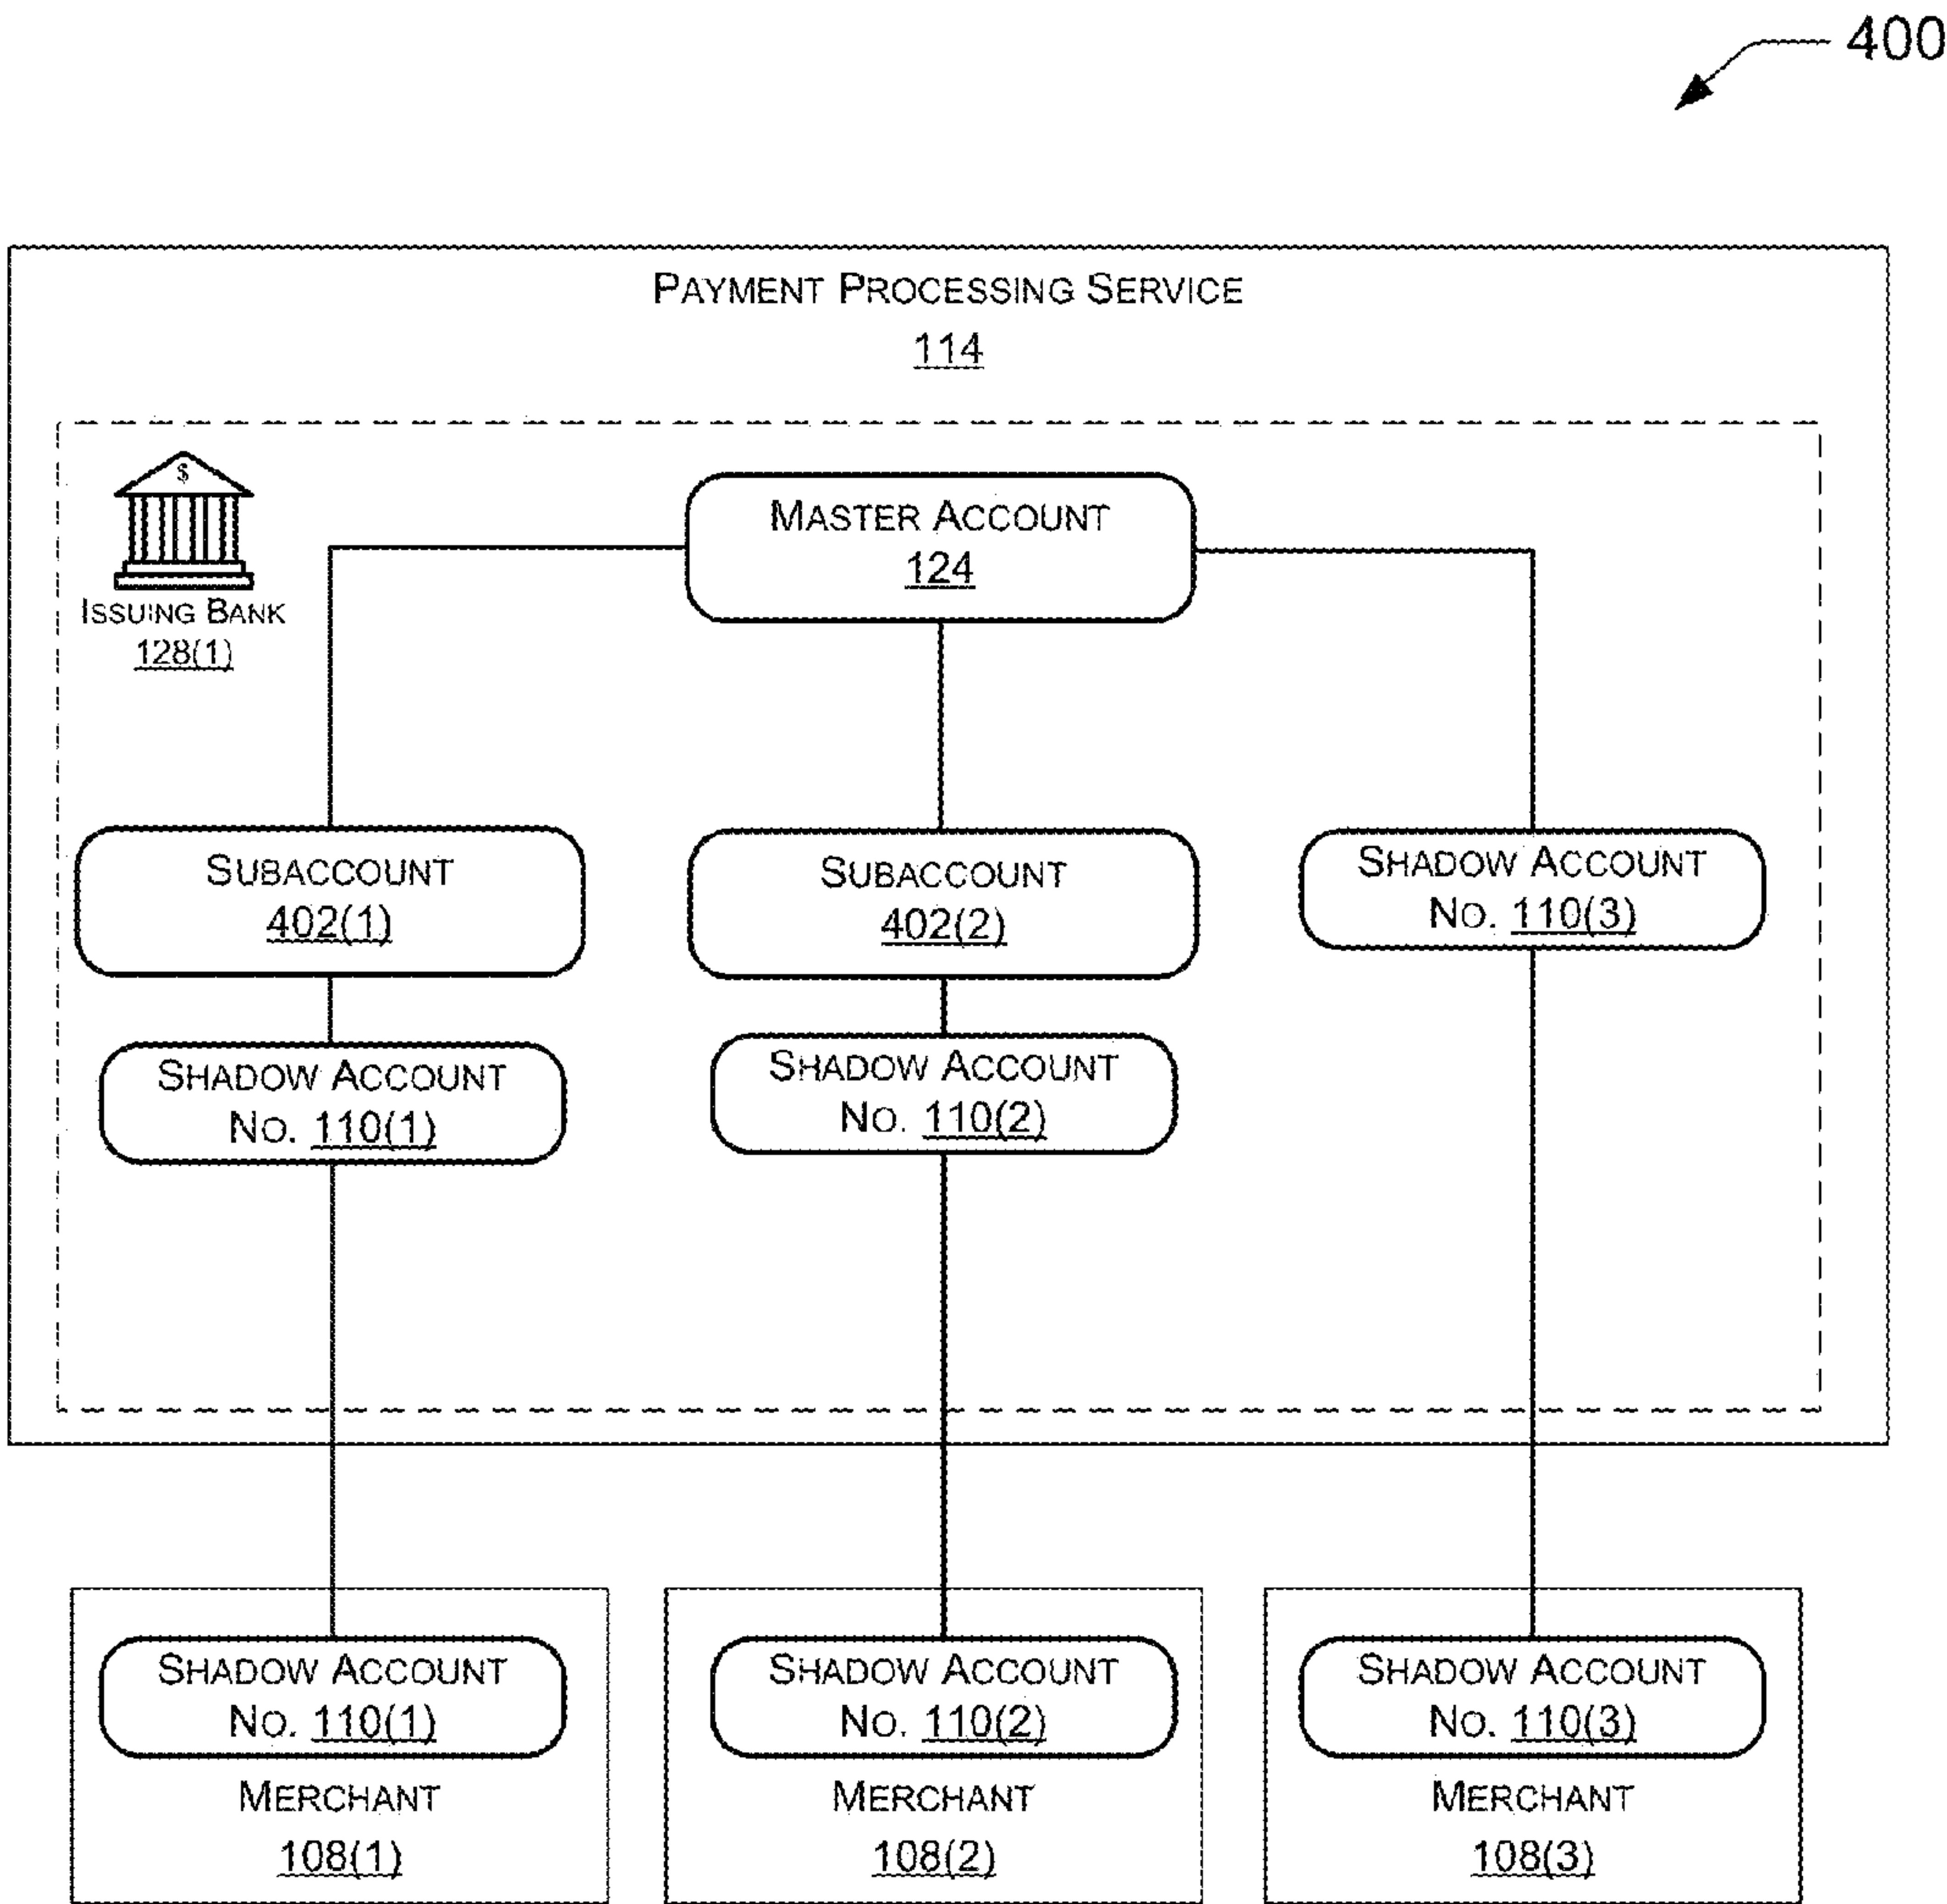 400
PAYMENT PROCESSING SERVICE
114
$
ISSUING BANK
128(1)
MASTER ACCOUNT
124
SUBACCOUNT
402(1)
SUBACCOUNT
402(2)
SHADOW ACCOUNT
NO. 110(3)
SHADOW ACCOUNT
NO. 110(1)
SHADOW ACCOUNT
NO. 110(2)
SHADOW ACCOUNT
NO. 110(1)
MERCHANT
108(1)
SHADOW ACCOUNT
NO. 110(2)
MERCHANT
108(2)
SHADOW ACCOUNT
NO. 110(3)
MERCHANT
108(3)